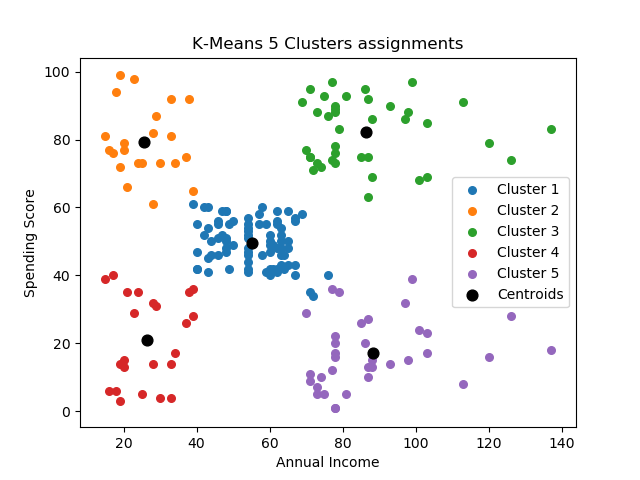 K-Means 5 Clusters assignments
100
80
60
40
20
0
Spending Score
Cluster 1
Cluster 2
Cluster 3
Cluster 4
Cluster 5
Centroids
20 40 60 80 100 120 140
Annual Income